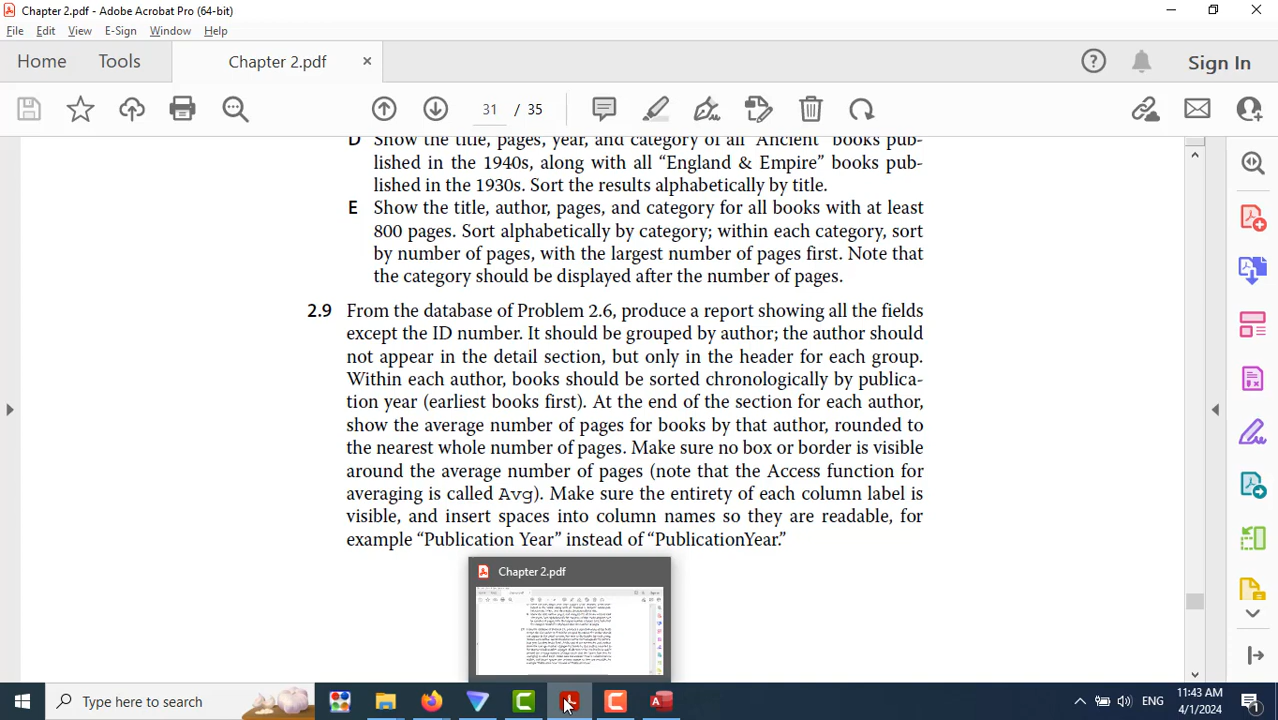 Chapter 2.pdf - Adobe Acrobat Pro (64-bit)
File Edit View E-Sign Window Help
Home Tools Chapter 2.pdf × Sign In
31 / 35
D Show the title, pages, year, and category of all “Ancient” books pub-
lished in the 1940s, along with all “England & Empire” books pub-
lished in the 1930s. Sort the results alphabetically by title.
E Show the title, author, pages, and category for all books with at least
800 pages. Sort alphabetically by category; within each category, sort
by number of pages, with the largest number of pages first. Note that
the category should be displayed after the number of pages.
2.9 From the database of Problem 2.6, produce a report showing all the fields
except the ID number. It should be grouped by author; the author should
not appear in the detail section, but only in the header for each group.
Within each author, books should be sorted chronologically by publica-
tion year (earliest books first). At the end of the section for each author,
show the average number of pages for books by that author, rounded to
the nearest whole number of pages. Make sure no box or border is visible
around the average number of pages (note that the Access function for
averaging is called Avg). Make sure the entirety of each column label is
visible, and insert spaces into column names so they are readable, for
example “Publication Year” instead of “PublicationYear.”
Chapter 2.pdf
Type here to search
ENG
11:43 AM
4/1/2024